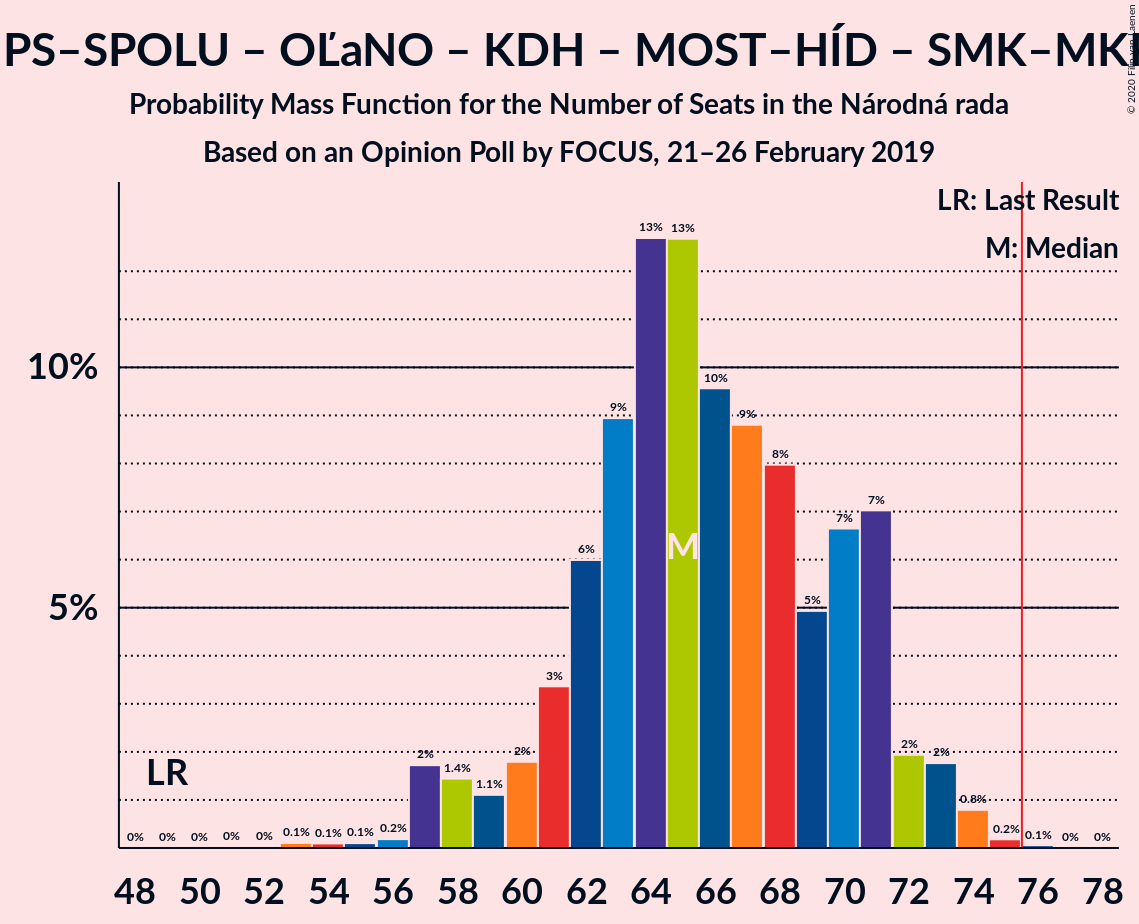 PS–SPOLU – OĽaNO – KDH – MOST–HÍD – SMK–MK
Probability Mass Function for the Number of Seats in the Národná rada
Based on an Opinion Poll by FOCUS, 21–26 February 2019
© 2020 Filip van Laenen
LR: Last Result
M: Median
10%
5%
LR
M
0% 0% 0% 0% 0% 0.1% 0.1% 0.1% 0.2% 2% 1.4% 1.1% 2% 3% 6% 9% 13% 13% 10% 9% 8% 5% 7% 7% 2% 2% 0.8% 0.2% 0.1% 0% 0%
48 50 52 54 56 58 60 62 64 66 68 70 72 74 76 78